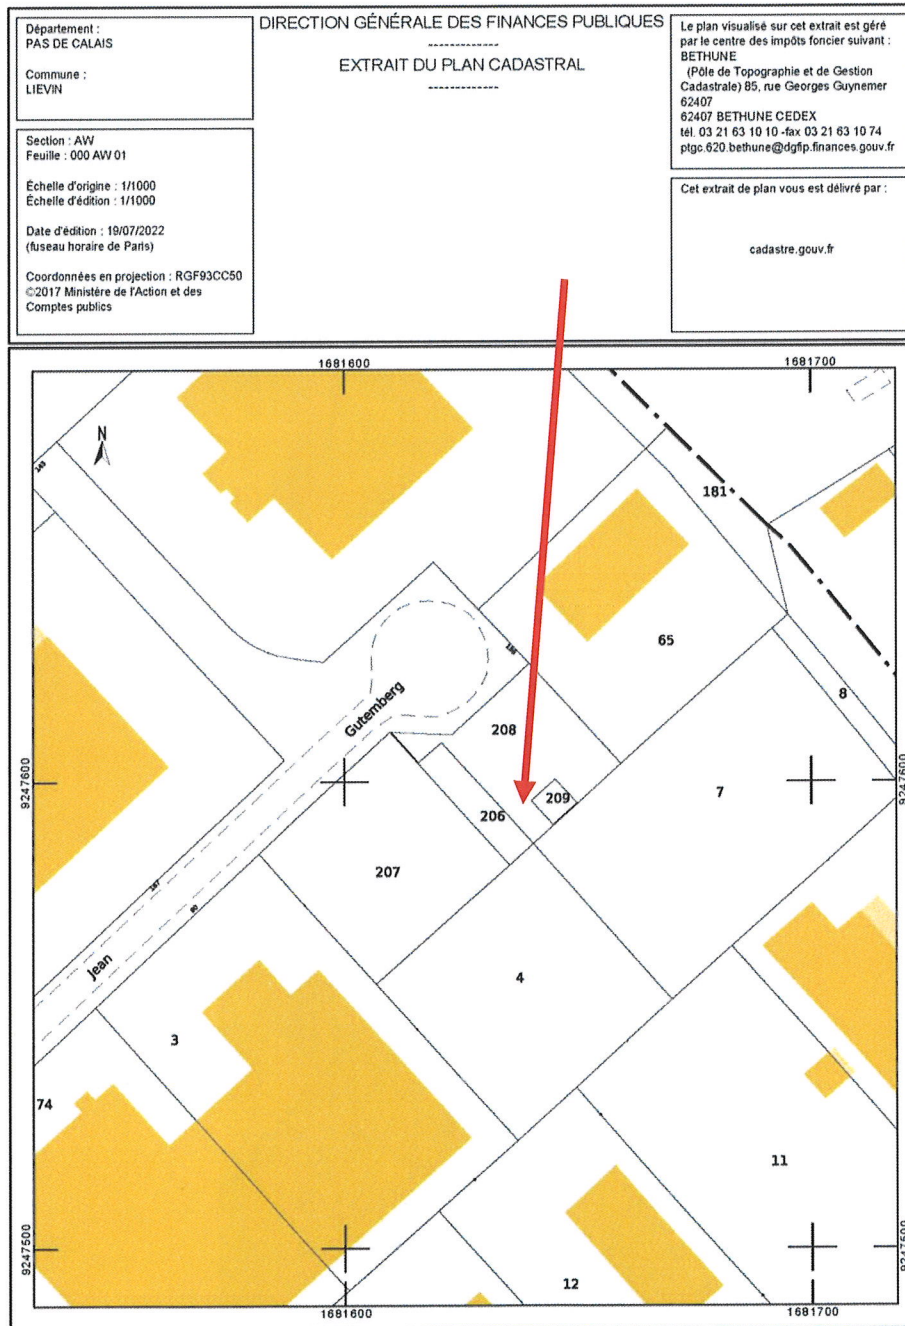 Département :
PAS DE CALAIS
Commune :
LIEVIN
Section : AW
Feuille : 000 AW 01
Échelle d'origine : 1/1000
Échelle d'édition : 1/1000
Date d'édition : 19/07/2022
(fuseau horaire de Paris)
Coordonnées en projection : RGF93CC50
©2017 Ministère de l'Action et des
Comptes publics
DIRECTION GÉNÉRALE DES FINANCES PUBLIQUES
-------------
EXTRAIT DU PLAN CADASTRAL
-------------
Le plan visualisé sur cet extrait est géré
par le centre des impôts foncier suivant :
BETHUNE
(Pôle de Topographie et de Gestion
Cadastrale) 85, rue Georges Guynemer
62407
62407 BETHUNE CEDEX
tél. 03 21 63 10 10 -fax 03 21 63 10 74
ptgc.620.bethune@dgfip.finances.gouv.fr
Cet extrait de plan vous est délivré par :
cadastre.gouv.fr
1681600
1681700
N
181
65
8
Gutemberg
208
9247600
9247600
209
7
206
207
Jean
4
3
74
11
9247500
9247500
12
1681600
1681700